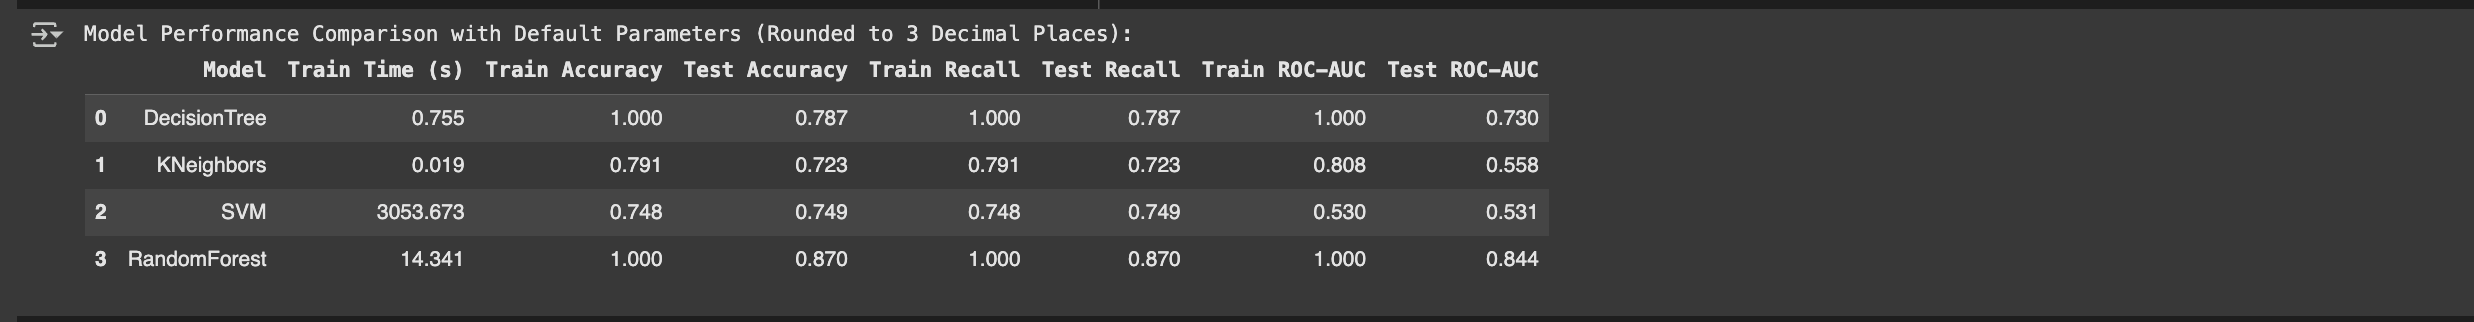 Model Performance Comparison with Default Parameters (Rounded to 3 Decimal Places):
Model Train Time (s) Train Accuracy Test Accuracy Train Recall Test Recall Train ROC-AUC Test ROC-AUC
0 DecisionTree 0.755 1.000 0.787 1.000 0.787 1.000 0.730
1 KNeighbors 0.019 0.791 0.723 0.791 0.723 0.808 0.558
2 SVM 3053.673 0.748 0.749 0.748 0.749 0.530 0.531
3 RandomForest 14.341 1.000 0.870 1.000 0.870 1.000 0.844